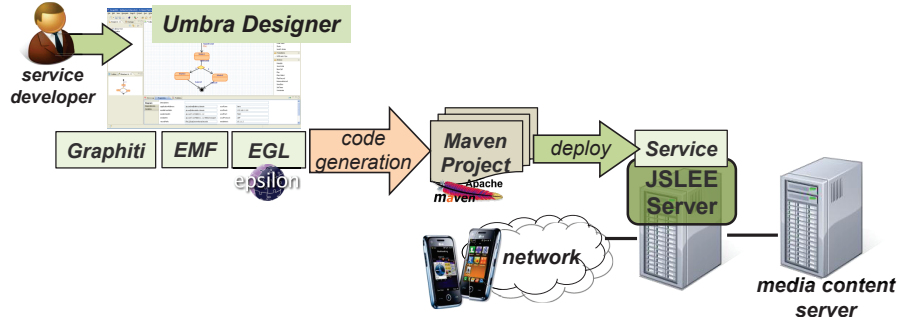 Umbra Designer
service
developer
Graphiti
EMF
EGL
epsilon
code
generation
Maven
Project
Apache
maven
deploy
Service
JSLEE
Server
network
media content
server